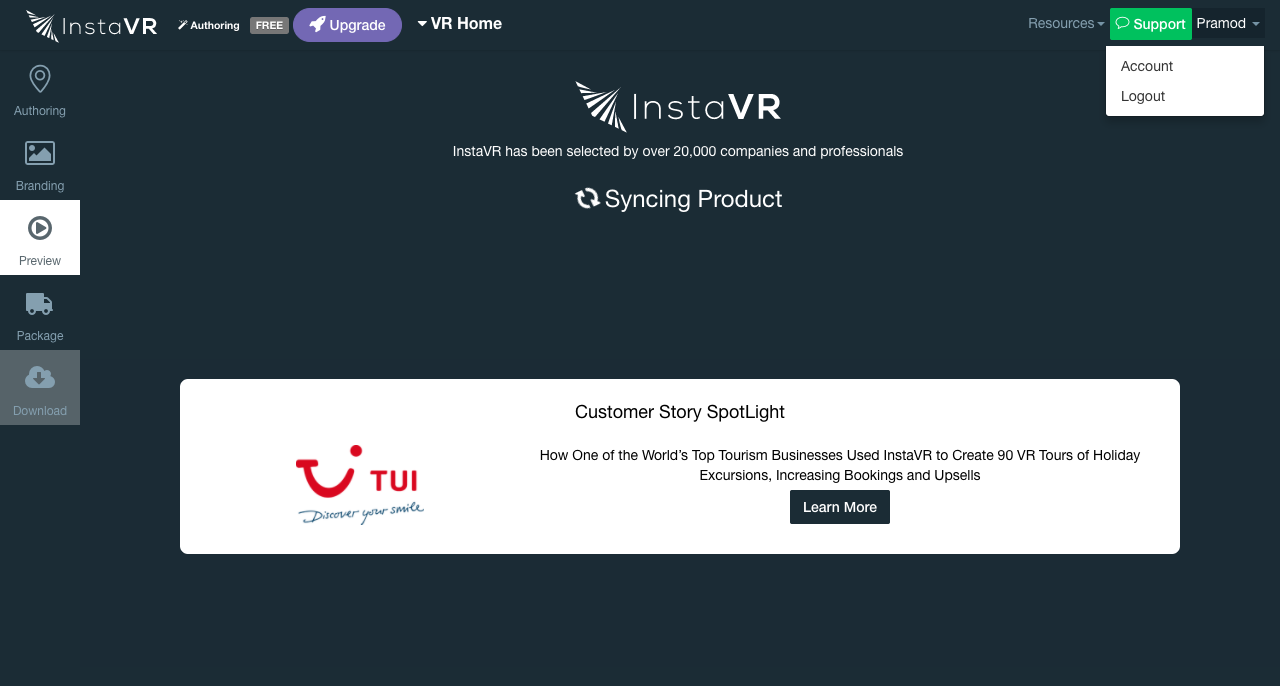 InstaVR
Authoring
FREE
Upgrade
VR Home
Resources
Support
Pramod
Account
Logout
Authoring
Branding
Preview
Package
Download
InstaVR
InstaVR has been selected by over 20,000 companies and professionals
Syncing Product
Customer Story SpotLight
TUI
Discover your smile
How One of the World’s Top Tourism Businesses Used InstaVR to Create 90 VR Tours of Holiday
Excursions, Increasing Bookings and Upsells
Learn More